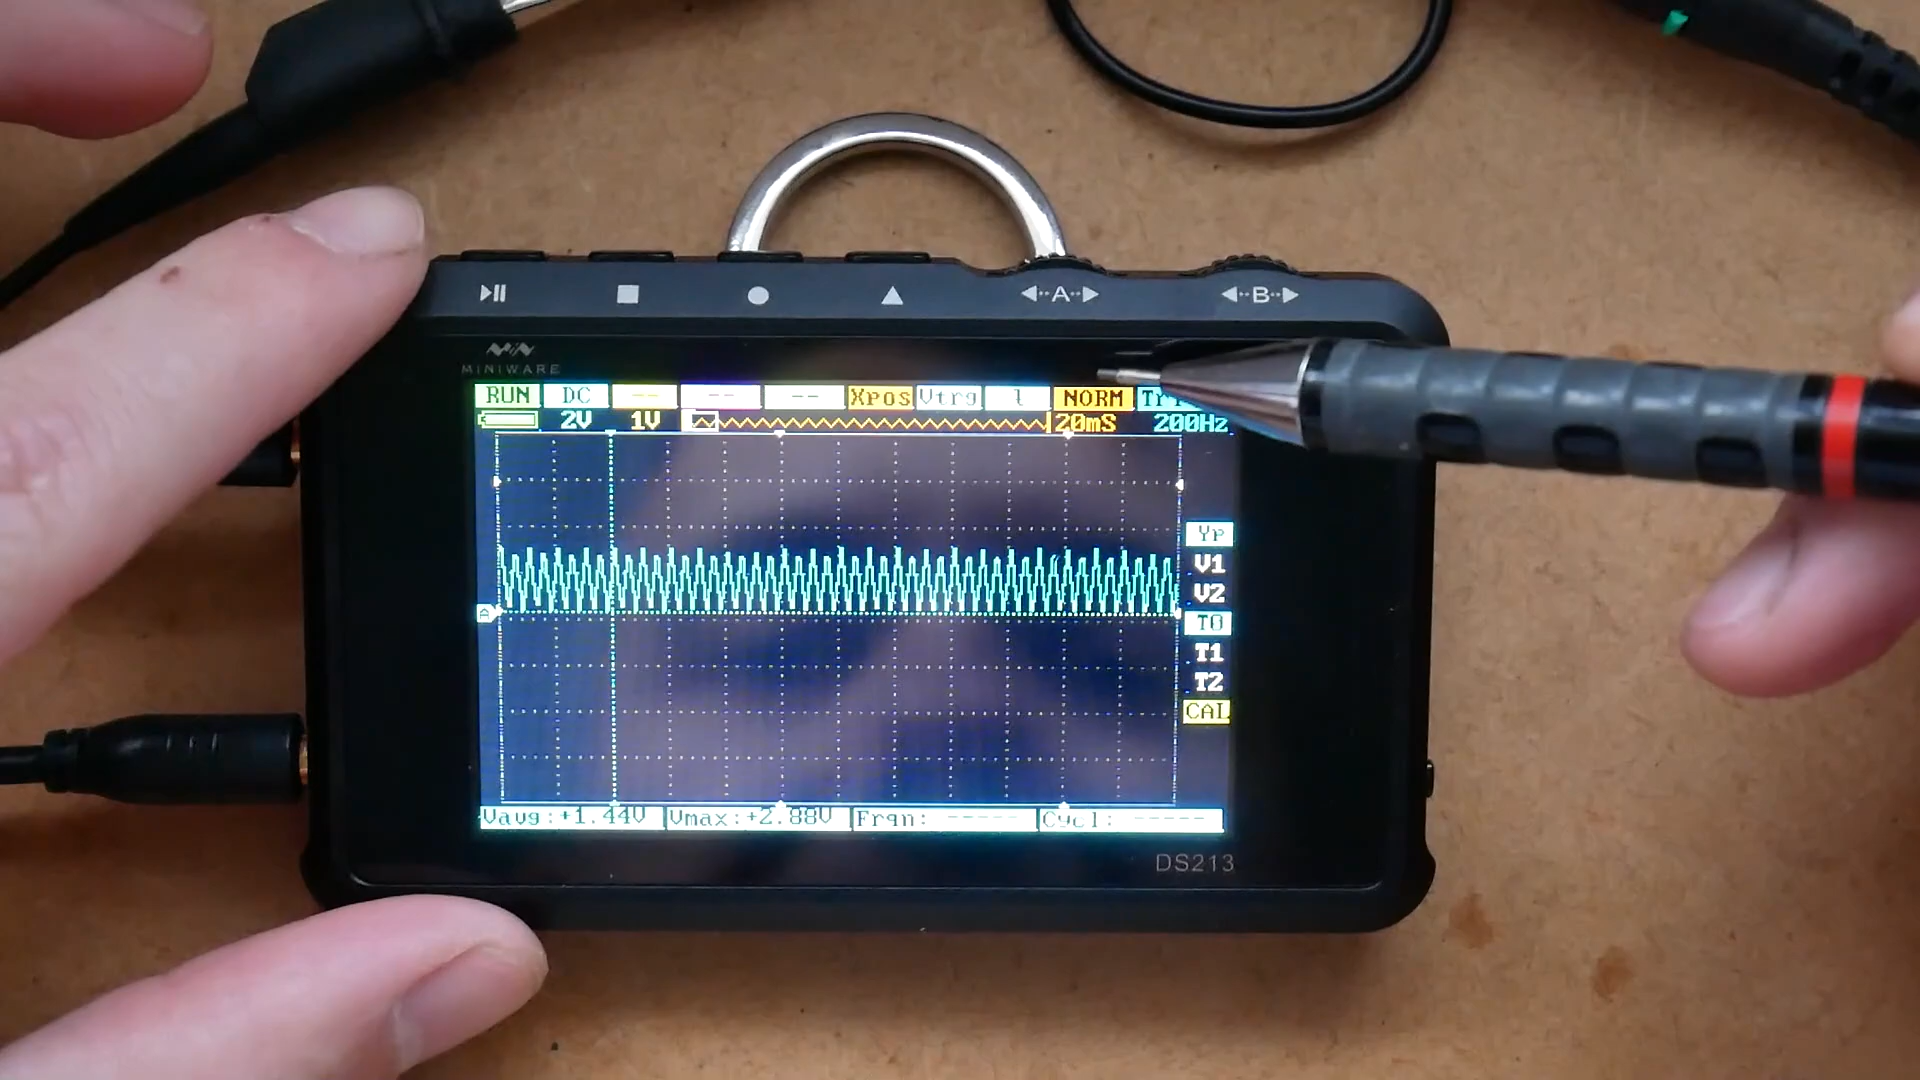 A B
MINIWARE
RUN DC -- -- -- Xpos Vtrg l NORM
2V 1V 20mS 200Hz
Yp
V1
V2
A
T0
T1
T2
CAL
Vavg:+1.44V Vmax:+2.88V Frqn: ----- Cycl: -----
DS213